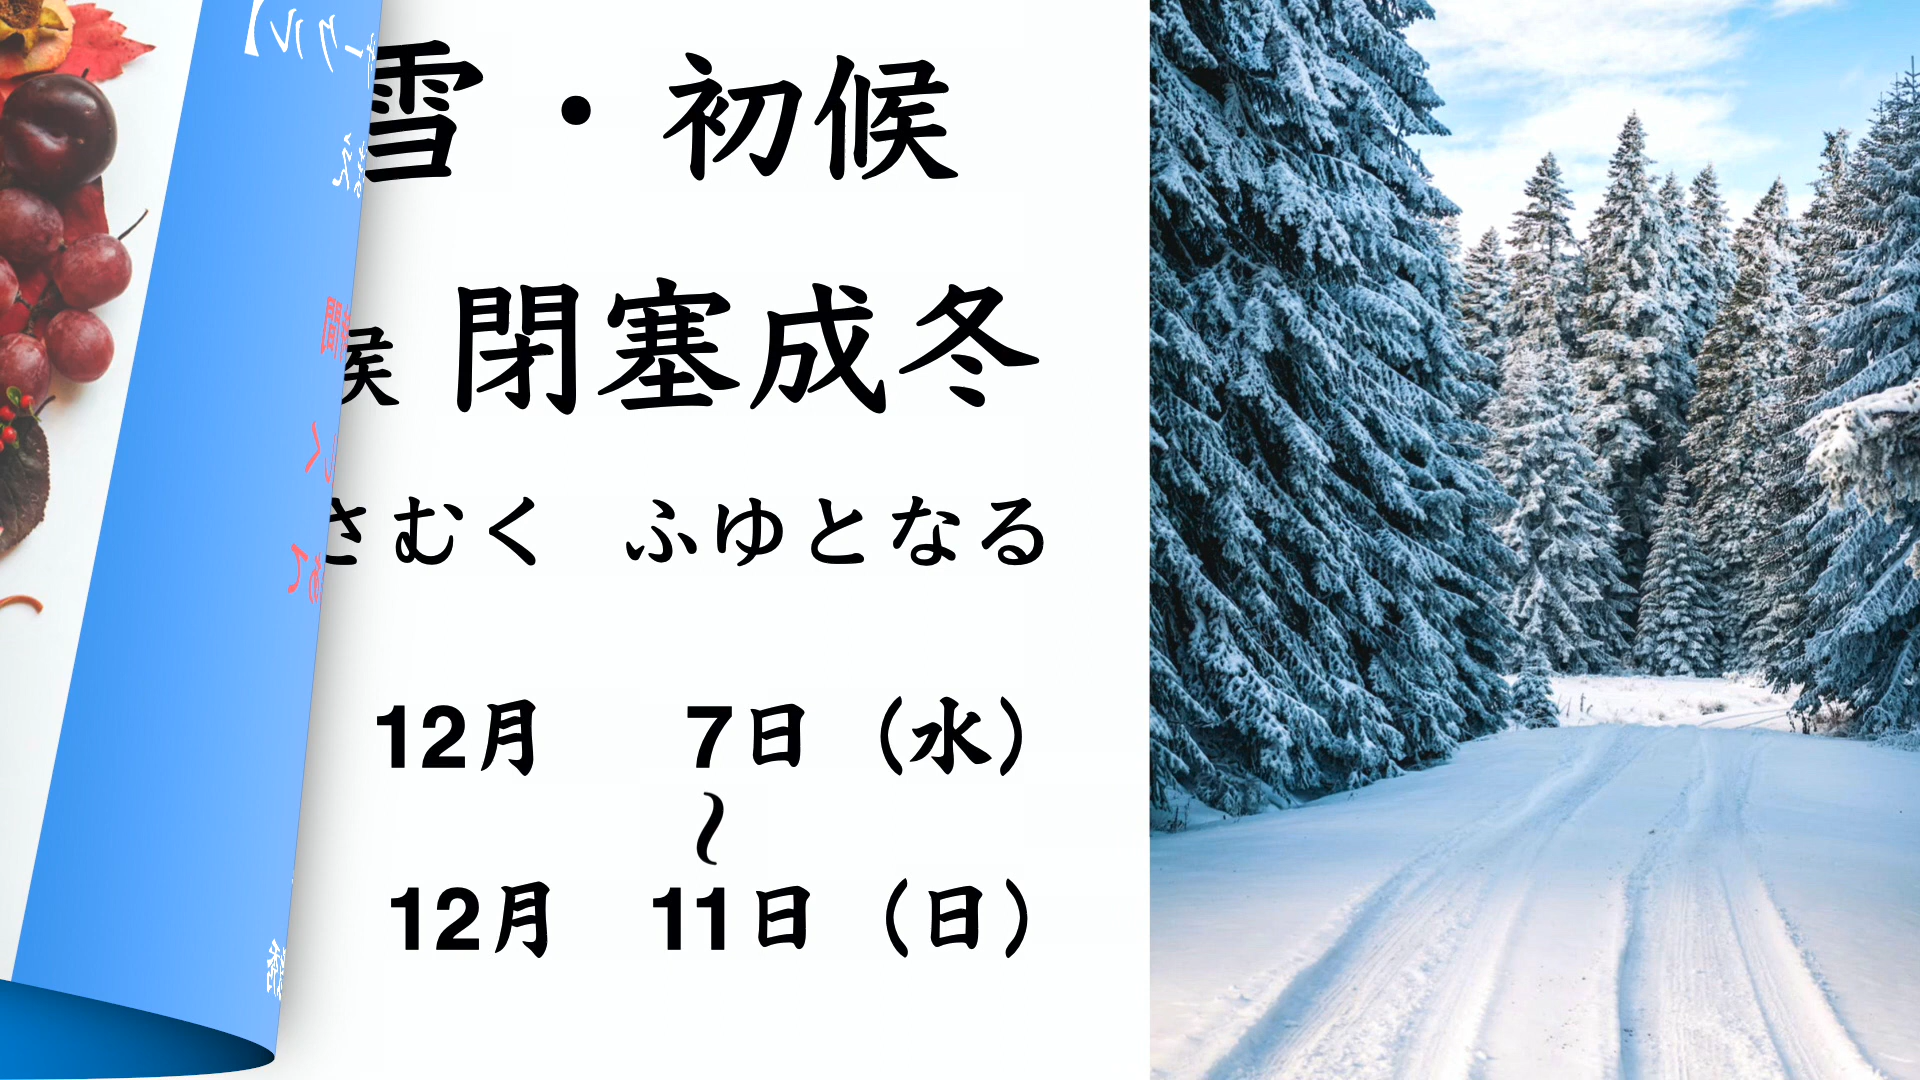 雪・初候
候 閉塞成冬
さむく ふゆとなる
12月 7日（水）
～
12月 11日（日）